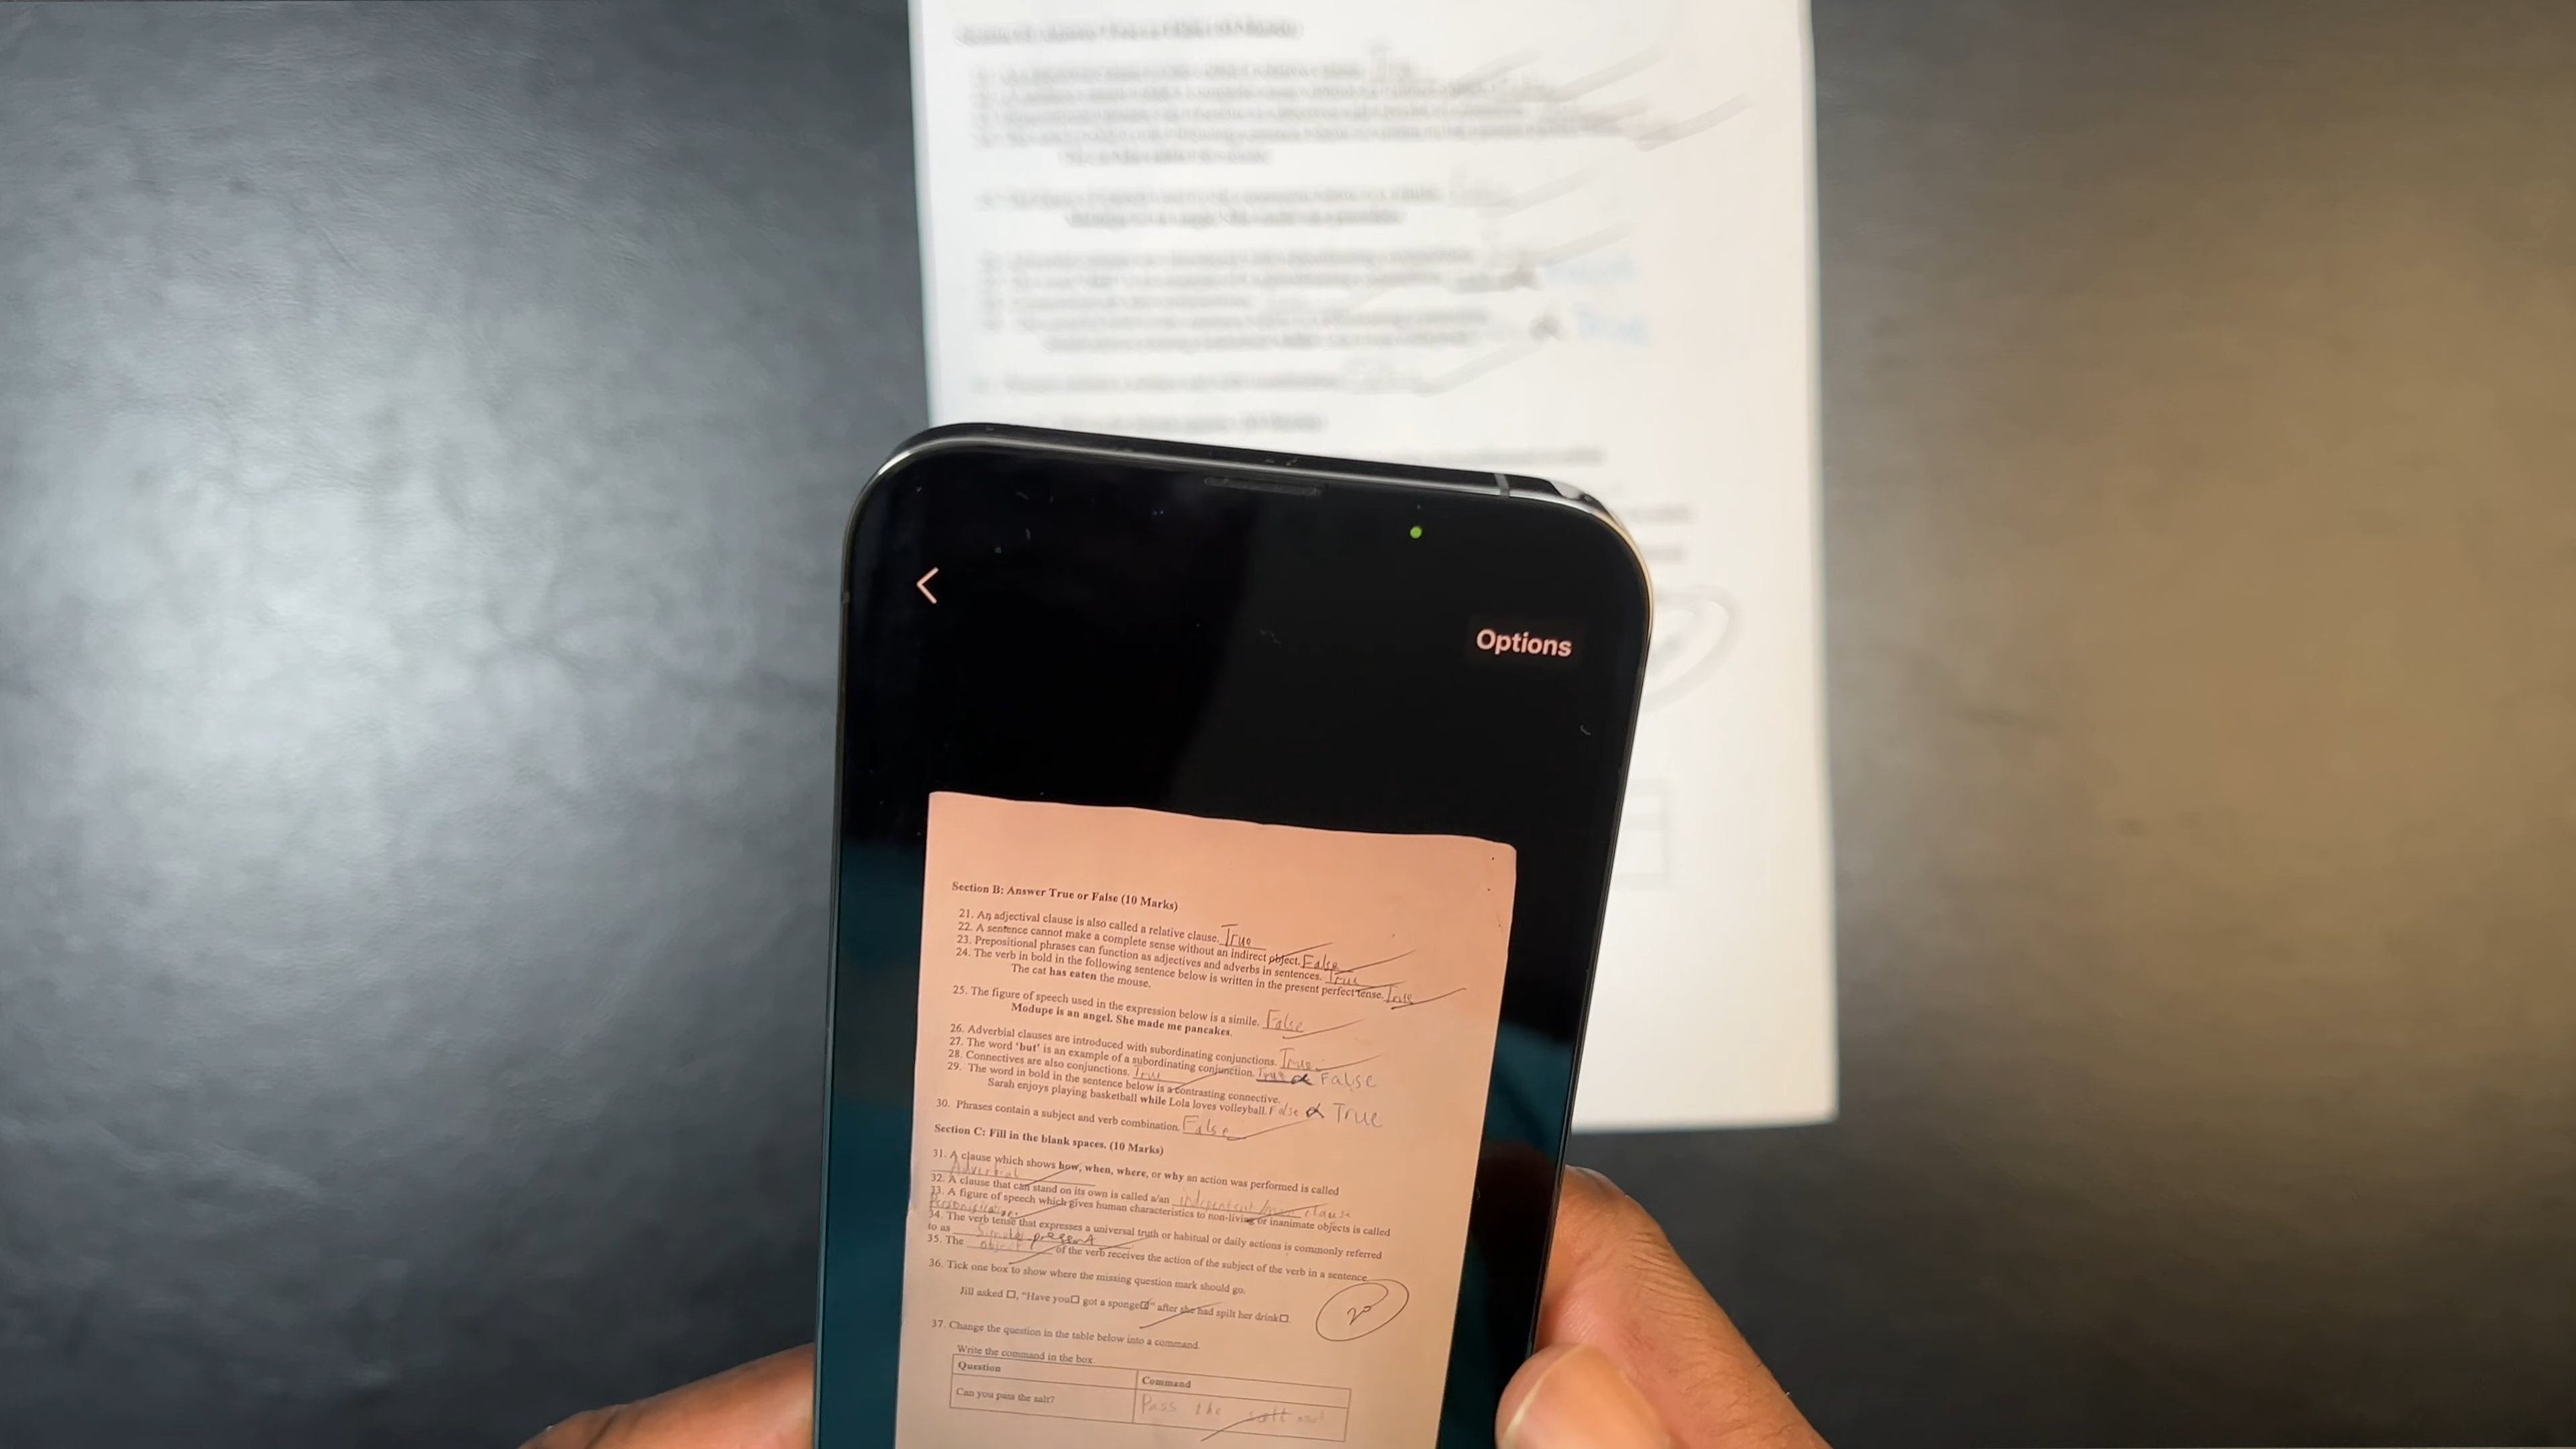 Options
Section B: Answer True or False (10 Marks)
21. An adjectival clause is also called a relative clause. True
22. A sentence cannot make a complete sense without an indirect object. False
23. Prepositional phrases can function as adjectives and adverbs in sentences. True
24. The verb in bold in the following sentence below is written in the present perfect tense. True
The cat has eaten the mouse.
25. The figure of speech used in the expression below is a simile. False
Modupe is an angel. She made me pancakes.
26. Adverbial clauses are introduced with subordinating conjunctions. True
27. The word 'but' is an example of a subordinating conjunction. True False
28. Connectives are also conjunctions. True
29. The word in bold in the sentence below is a contrasting connective.
Sarah enjoys playing basketball while Lola loves volleyball. False True
30. Phrases contain a subject and verb combination. False
Section C: Fill in the blank spaces. (10 Marks)
31. A clause which shows how, when, where, or why an action was performed is called
Adverbial
32. A clause that can stand on its own is called a/an independent/main clause
33. A figure of speech which gives human characteristics to non-living or inanimate objects is called
34. The verb tense that expresses a universal truth or habitual or daily actions is commonly referred
to as Simple present
35. The object of the verb receives the action of the subject of the verb in a sentence.
36. Tick one box to show where the missing question mark should go.
Jill asked ☐, "Have you☐ got a sponge☑" after she had spilt her drink☐.
20
37. Change the question in the table below into a command.
Write the command in the box.
Question Command
Can you pass the salt? Pass the salt